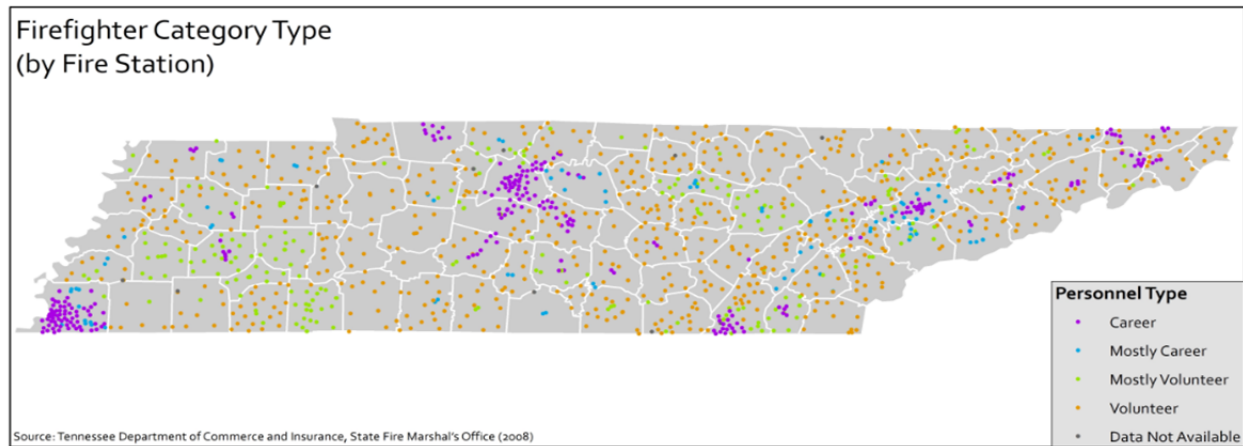 Firefighter Category Type
(by Fire Station)
Personnel Type
Career
Mostly Career
Mostly Volunteer
Volunteer
Data Not Available
Source: Tennessee Department of Commerce and Insurance, State Fire Marshal's Office (2008)